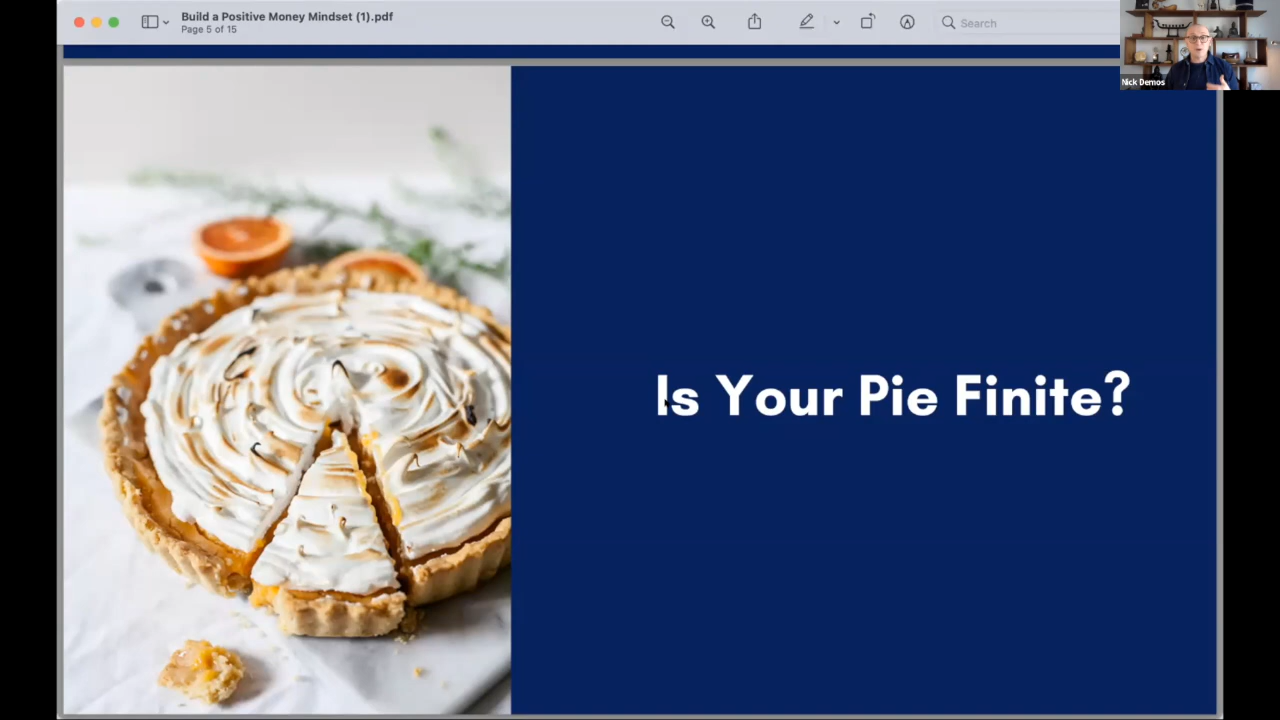 Build a Positive Money Mindset (1).pdf
Page 5 of 15
Search
Nick Demos
Is Your Pie Finite?